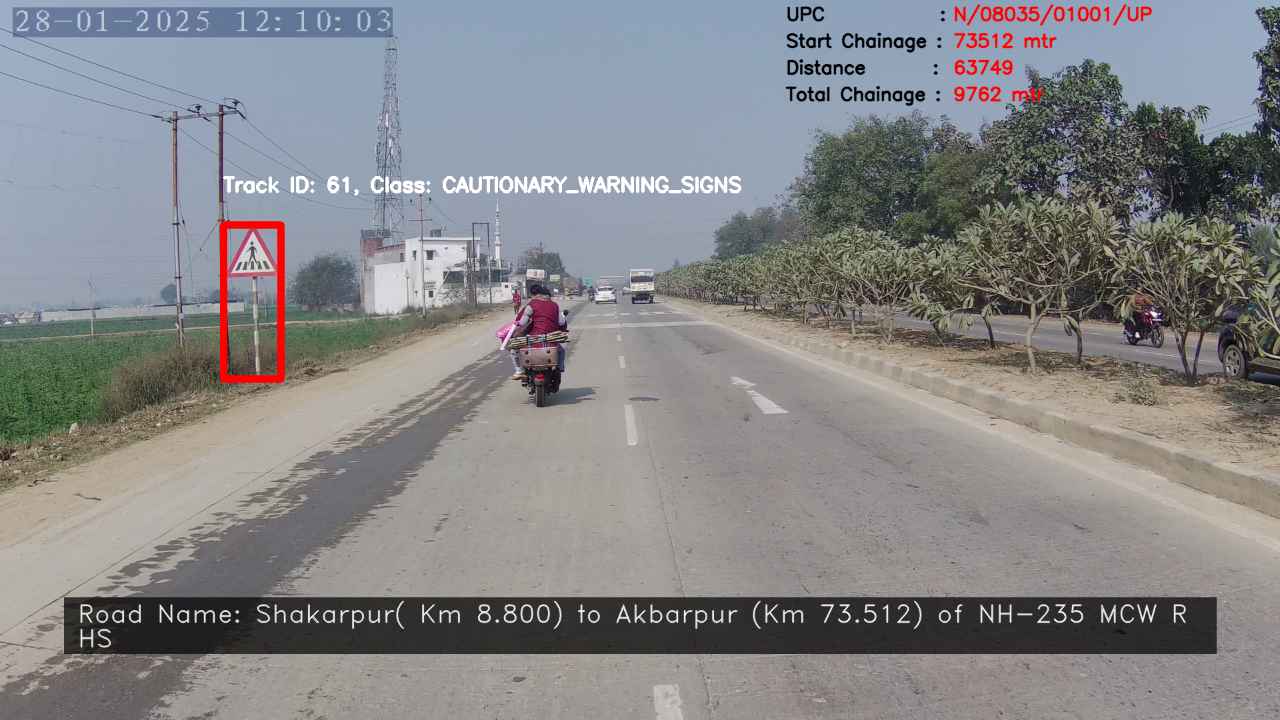 28-01-2025 12:10:03
UPC : N/08035/01001/UP
Start Chainage : 73512 mtr
Distance : 63749
Total Chainage : 9762 mtr
Track ID: 61, Class: CAUTIONARY_WARNING_SIGNS
Road Name: Shakarpur( Km 8.800) to Akbarpur (Km 73.512) of NH-235 MCW R
HS